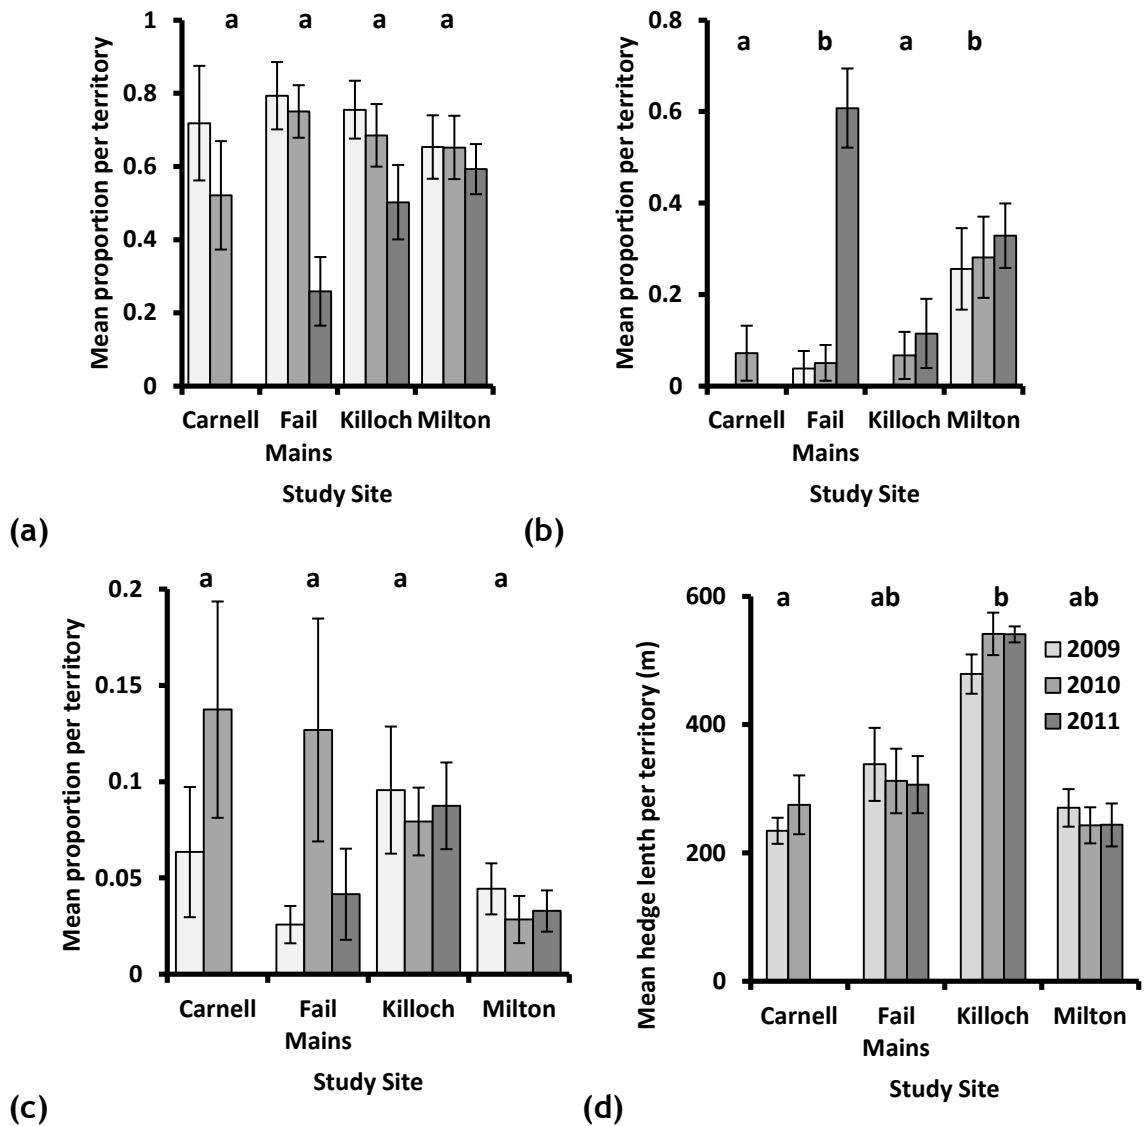 Mean proportion per territory
1
0.8
0.6
0.4
0.2
0
a a a a
Carnell Fail Killoch Milton
Mains
Study Site
(a)
Mean proportion per territory
0.8
0.6
0.4
0.2
0
a b a b
Carnell Fail Killoch Milton
Mains
Study Site
(b)
Mean proportion per territory
0.2
0.15
0.1
0.05
0
a a a a
Carnell Fail Killoch Milton
Mains
Study Site
(c)
Mean hedge lenth per territory (m)
600
400
200
0
a ab b ab
2009
2010
2011
Carnell Fail Killoch Milton
Mains
Study Site
(d)